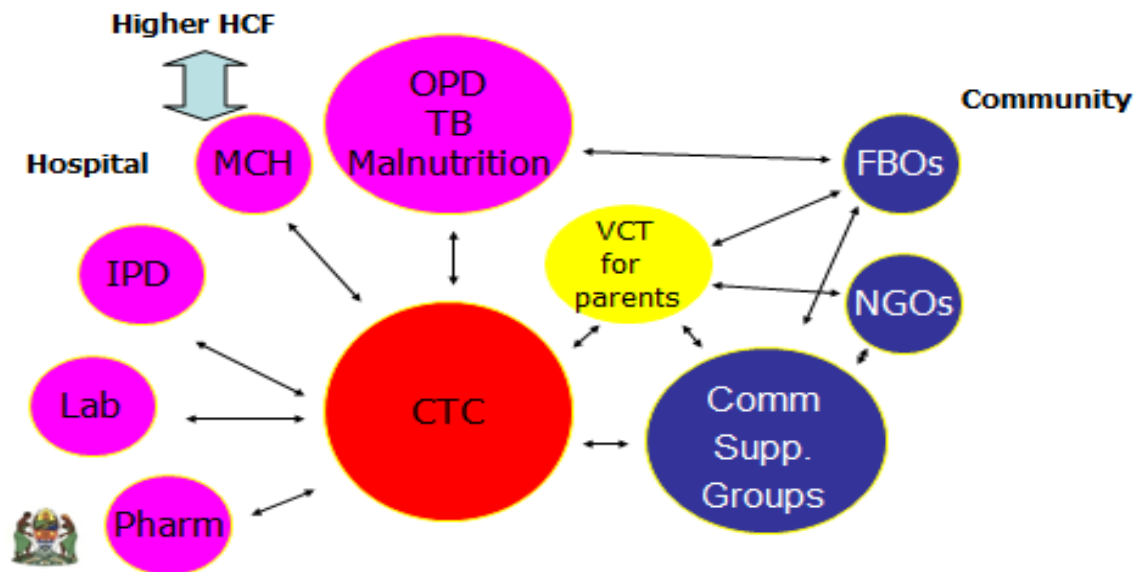 Higher HCF
OPD
TB
Malnutrition
Community
Hospital
MCH
FBOs
VCT
for
parents
IPD
NGOs
Lab
CTC
Comm
Supp.
Groups
Pharm